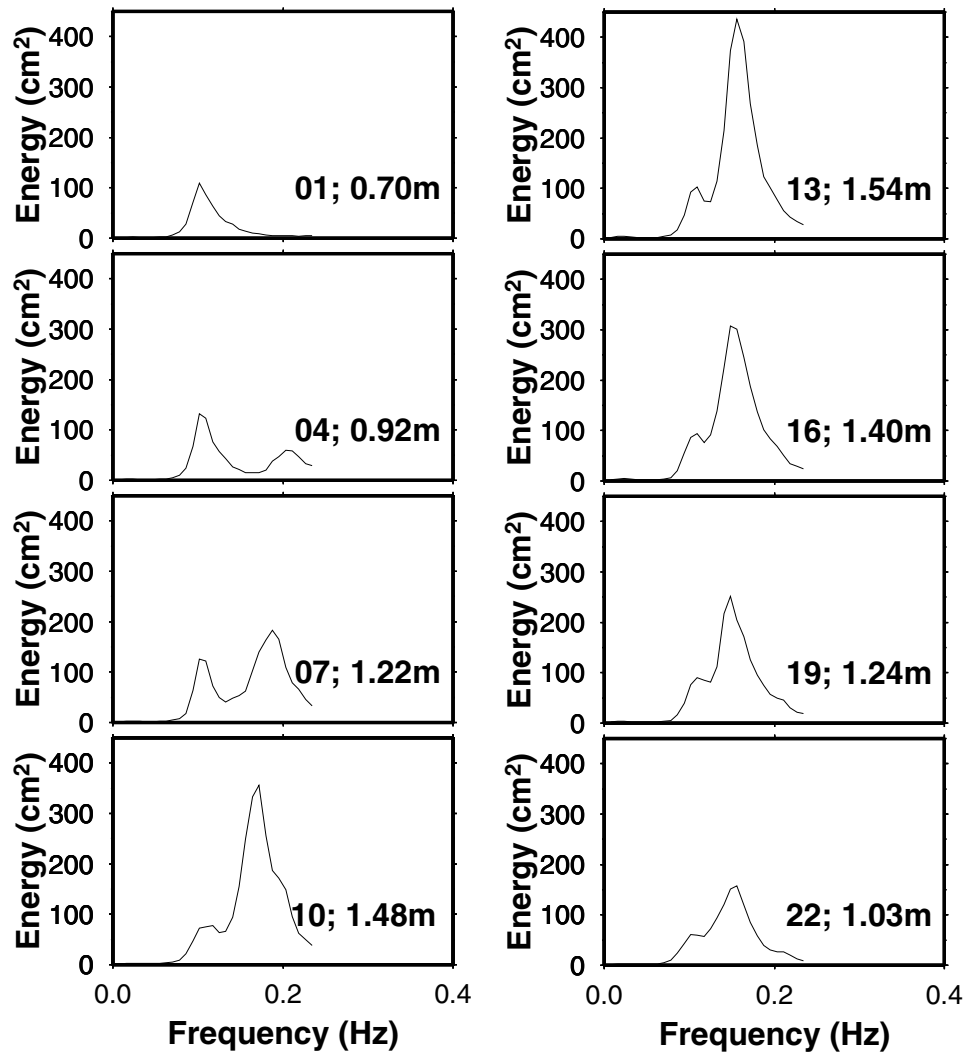 Energy (cm²)
400
300
200
100
0
01; 0.70m
Energy (cm²)
400
300
200
100
0
04; 0.92m
Energy (cm²)
400
300
200
100
0
07; 1.22m
Energy (cm²)
400
300
200
100
0
10; 1.48m
0.0 0.2 0.4
Frequency (Hz)
Energy (cm²)
400
300
200
100
0
13; 1.54m
Energy (cm²)
400
300
200
100
0
16; 1.40m
Energy (cm²)
400
300
200
100
0
19; 1.24m
Energy (cm²)
400
300
200
100
0
22; 1.03m
0.0 0.2 0.4
Frequency (Hz)